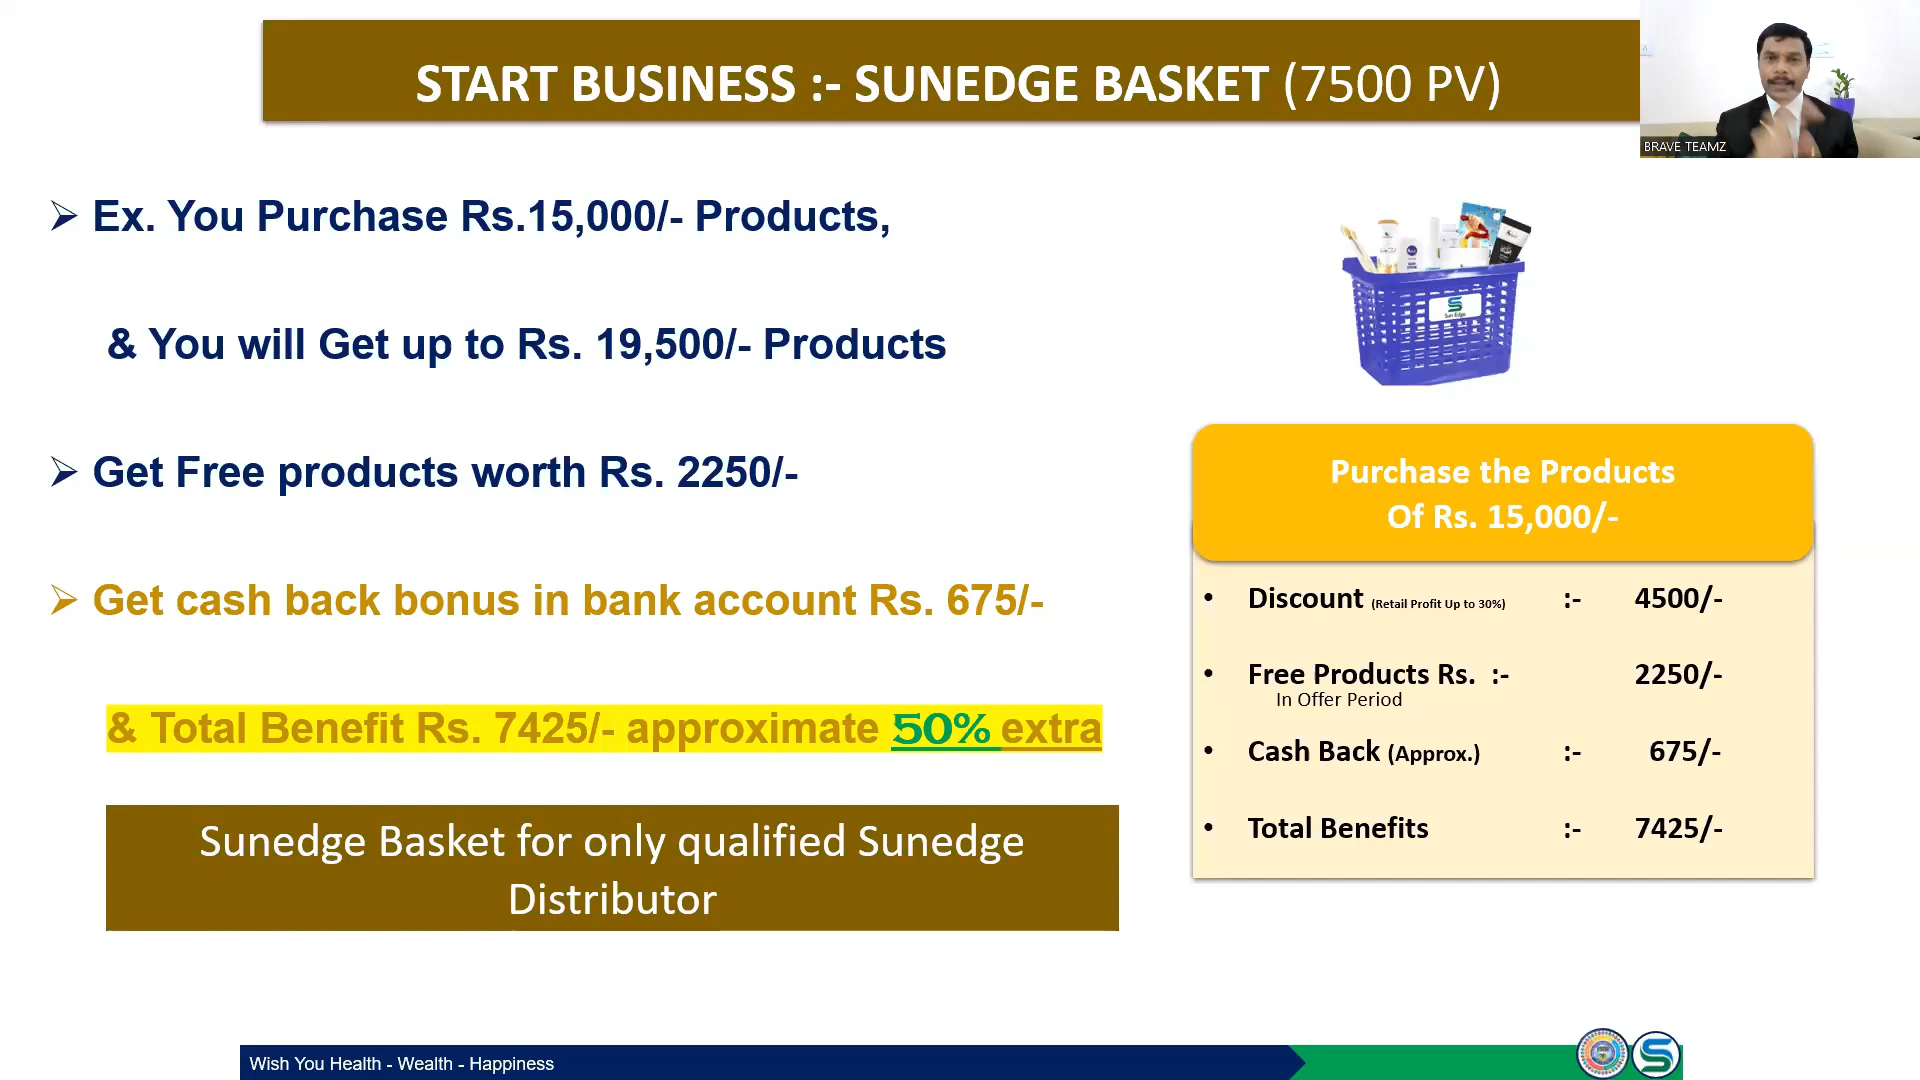 START BUSINESS :- SUNEDGE BASKET (7500 PV)
BRAVE TEAMZ
Ex. You Purchase Rs.15,000/- Products,
& You will Get up to Rs. 19,500/- Products
Get Free products worth Rs. 2250/-
Get cash back bonus in bank account Rs. 675/-
& Total Benefit Rs. 7425/- approximate 50% extra
Sunedge Basket for only qualified Sunedge
Distributor
Sun Edge
Purchase the Products
Of Rs. 15,000/-
• Discount (Retail Profit Up to 30%) :- 4500/-
• Free Products Rs. :- 2250/-
In Offer Period
• Cash Back (Approx.) :- 675/-
• Total Benefits :- 7425/-
Wish You Health - Wealth - Happiness